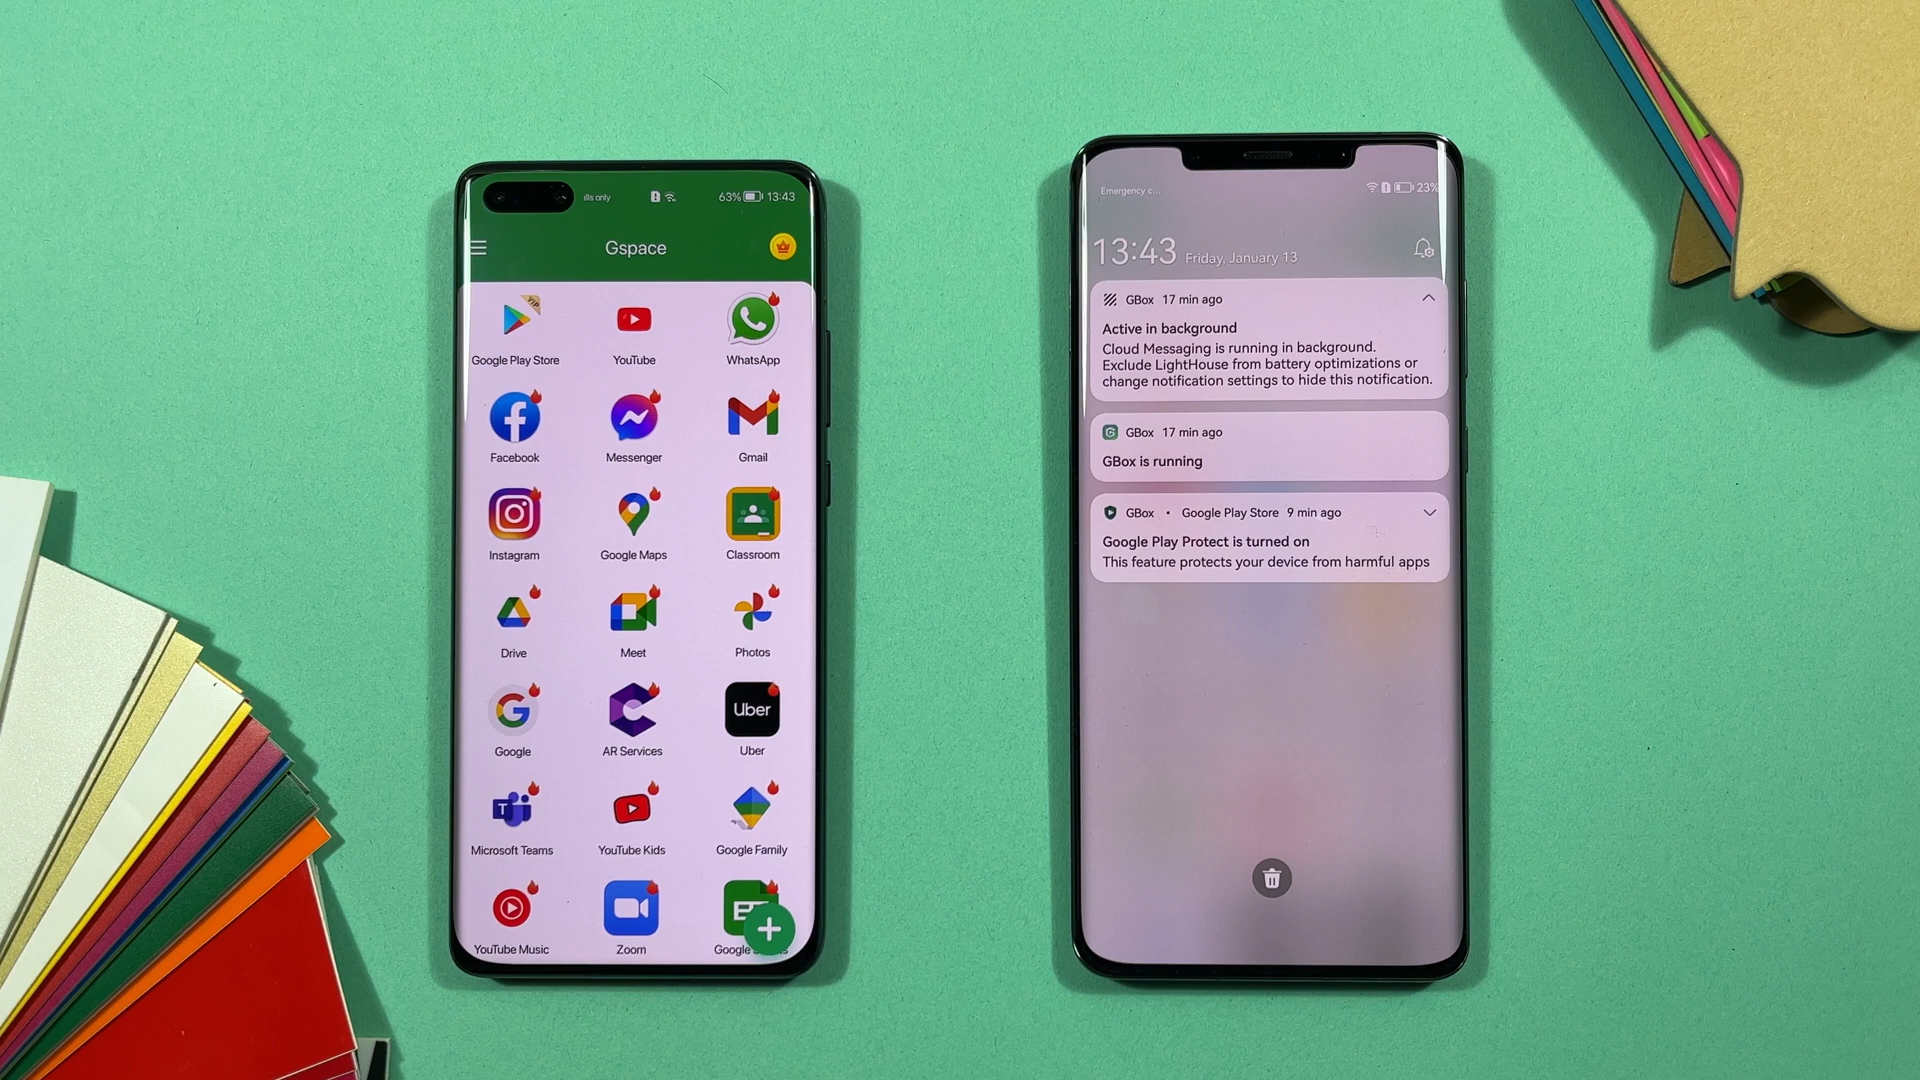 lls only
63% 13:43
Gspace
VIP
Google Play Store YouTube WhatsApp
Facebook Messenger Gmail
Instagram Google Maps Classroom
Drive Meet Photos
Uber
Google AR Services Uber
T
Microsoft Teams YouTube Kids Google Family
YouTube Music Zoom Google
Emergency c...
23%
13:43 Friday, January 13
GBox 17 min ago
Active in background
Cloud Messaging is running in background.
Exclude LightHouse from battery optimizations or
change notification settings to hide this notification.
GBox 17 min ago
GBox is running
GBox • Google Play Store 9 min ago
Google Play Protect is turned on
This feature protects your device from harmful apps